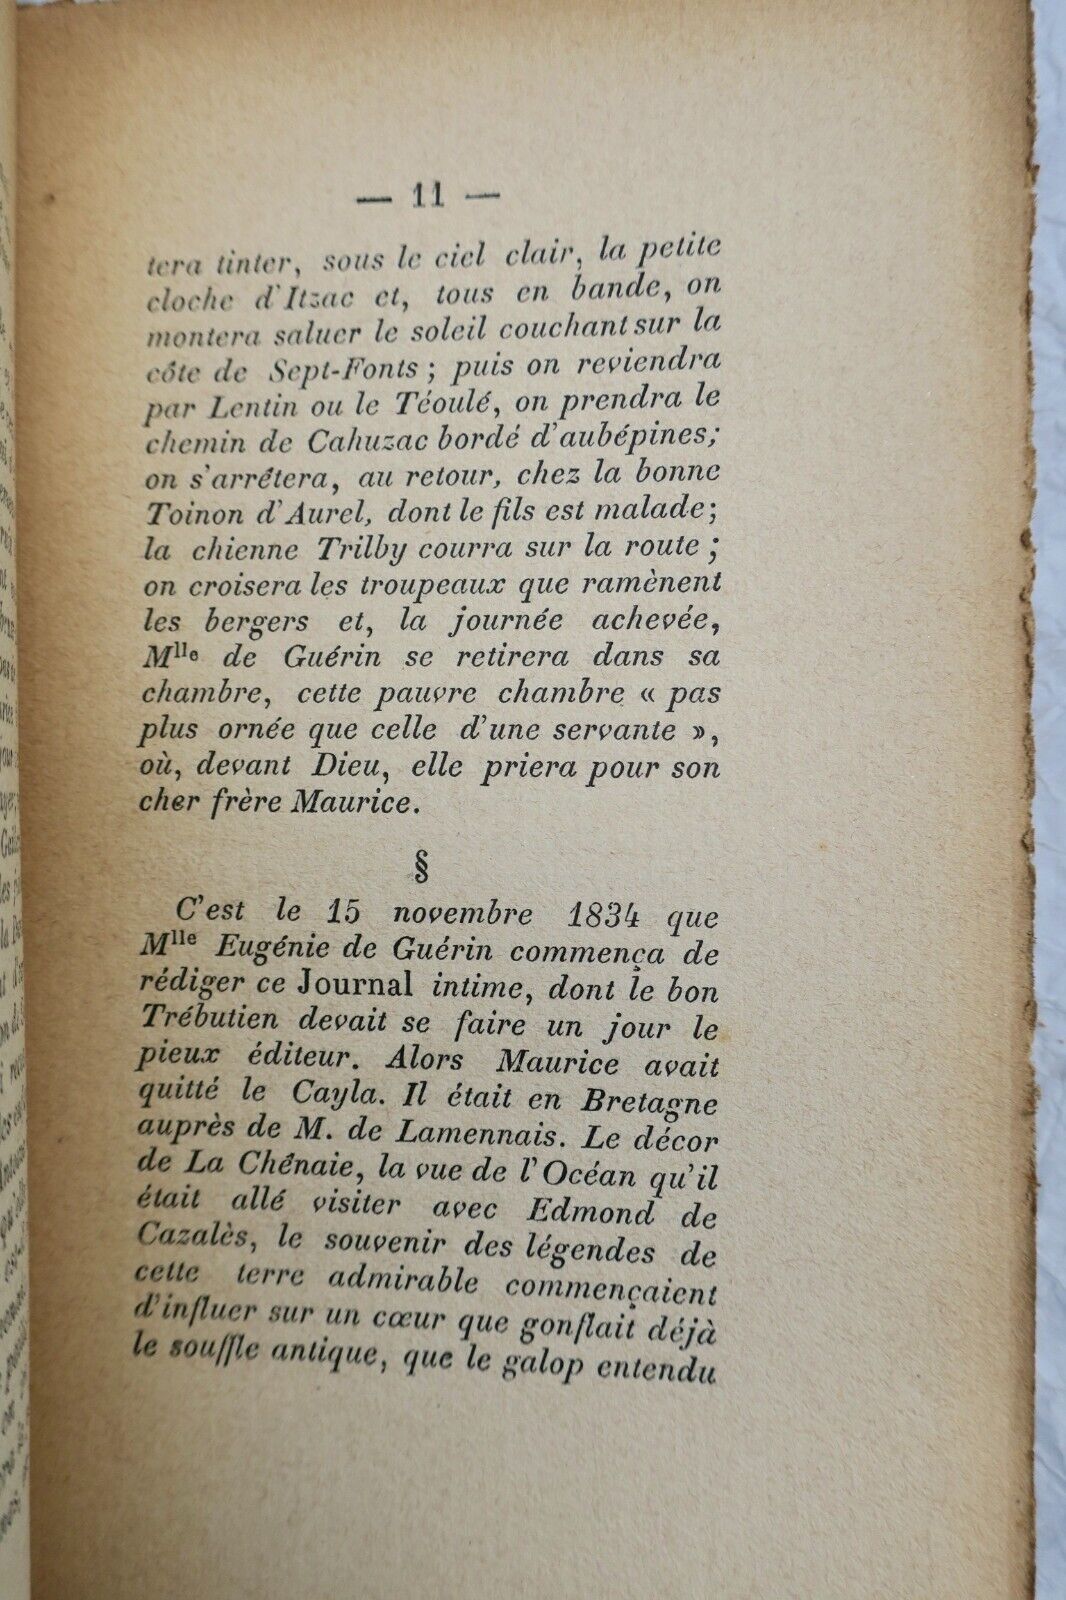 — 11 —
tera tinter, sous le ciel clair, la petite
cloche d'Itzac et, tous en bande, on
montera saluer le soleil couchant sur la
côte de Sept-Fonts ; puis on reviendra
par Lentin ou le Téoulé, on prendra le
chemin de Cahuzac bordé d'aubépines;
on s'arrêtera, au retour, chez la bonne
Toinon d'Aurel, dont le fils est malade;
la chienne Trilby courra sur la route ;
on croisera les troupeaux que ramènent
les bergers et, la journée achevée,
Mlle de Guérin se retirera dans sa
chambre, cette pauvre chambre « pas
plus ornée que celle d'une servante »,
où, devant Dieu, elle priera pour son
cher frère Maurice.
§
C'est le 15 novembre 1834 que
Mlle Eugénie de Guérin commença de
rédiger ce Journal intime, dont le bon
Trébutien devait se faire un jour le
pieux éditeur. Alors Maurice avait
quitté le Cayla. Il était en Bretagne
auprès de M. de Lamennais. Le décor
de La Chênaie, la vue de l'Océan qu'il
était allé visiter avec Edmond de
Cazalès, le souvenir des légendes de
cette terre admirable commençaient
d'influer sur un cœur que gonflait déjà
le souffle antique, que le galop entendu